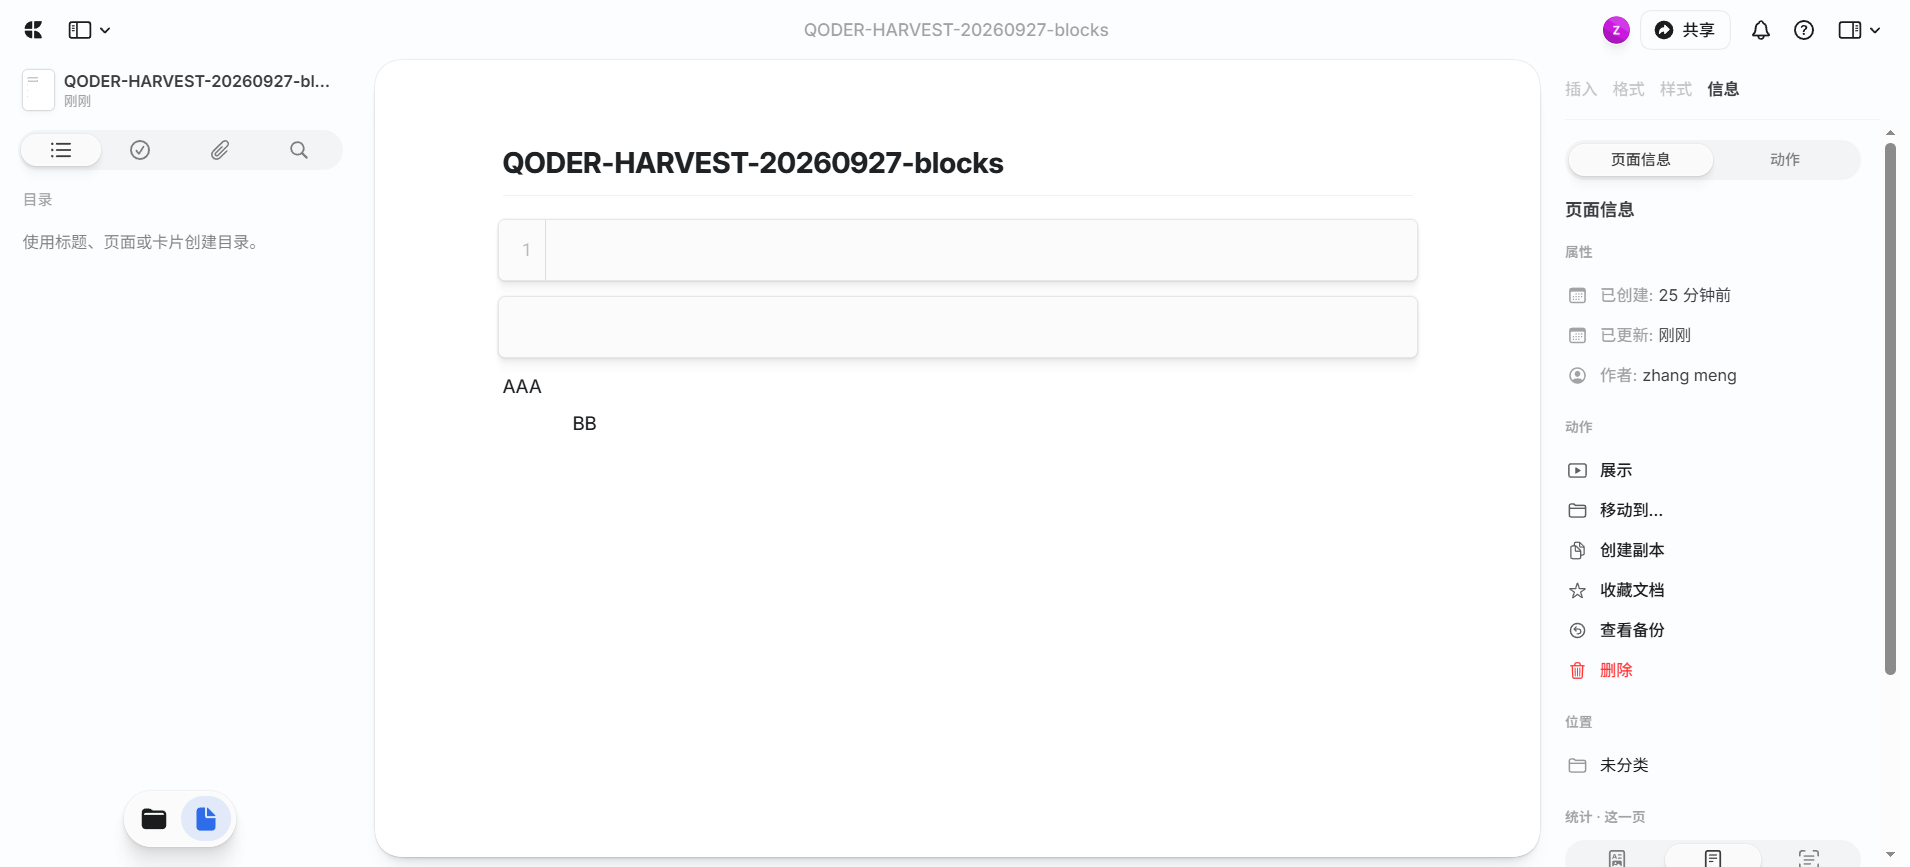 QODER-HARVEST-20260927-blocks
Z
共享
QODER-HARVEST-20260927-bl...
刚刚
目录
使用标题、页面或卡片创建目录。
QODER-HARVEST-20260927-blocks
1
AAA
BB
插入 格式 样式 信息
页面信息 动作
页面信息
属性
已创建: 25 分钟前
已更新: 刚刚
作者: zhang meng
动作
展示
移动到...
创建副本
收藏文档
查看备份
删除
位置
未分类
统计 · 这一页